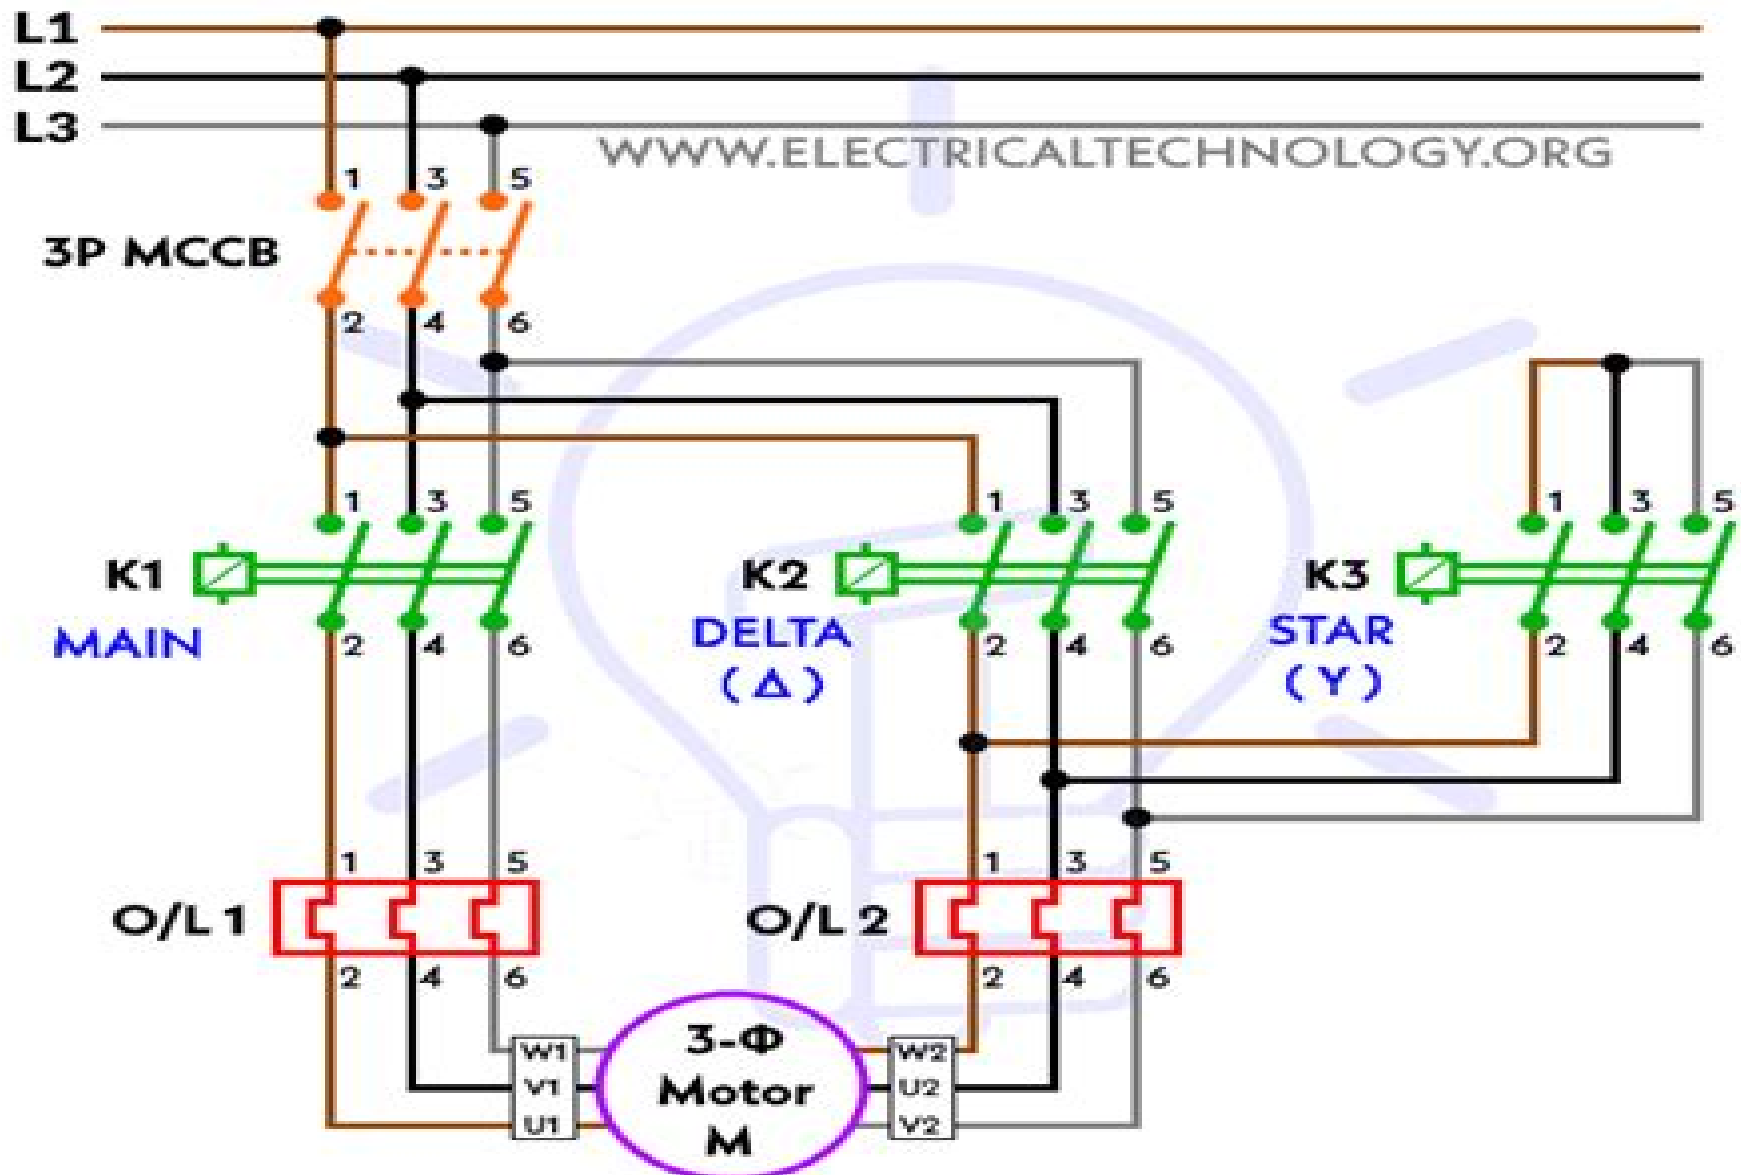 L1
L2
L3
WWW.ELECTRICALTECHNOLOGY.ORG
1 3 5
3P MCCB
2 4 6
1 3 5 1 3 5 1 3 5
K1 K2 K3
MAIN DELTA STAR
2 4 6 2 4 6 2 4 6
( Δ ) ( Y )
1 3 5 1 3 5
O/L 1 O/L 2
2 4 6 2 4 6
3-Φ
W1 W2
Motor
V1 U2
U1 V2
M